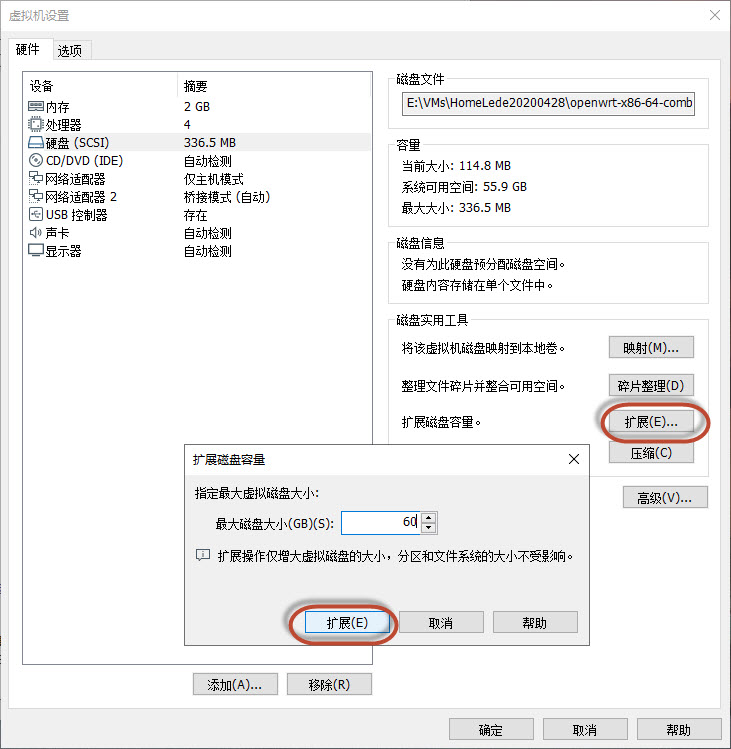 虚拟机设置
硬件 选项
设备 摘要
内存 2 GB
处理器 4
硬盘 (SCSI) 336.5 MB
CD/DVD (IDE) 自动检测
网络适配器 仅主机模式
网络适配器 2 桥接模式 (自动)
USB 控制器 存在
声卡 自动检测
显示器 自动检测
添加(A)... 移除(R)
磁盘文件
E:\VMs\HomeLede20200428\openwrt-x86-64-comb
容量
当前大小: 114.8 MB
系统可用空间: 55.9 GB
最大大小: 336.5 MB
磁盘信息
没有为此硬盘预分配磁盘空间。
硬盘内容存储在单个文件中。
磁盘实用工具
将该虚拟机磁盘映射到本地卷。 映射(M)...
整理文件碎片并整合可用空间。 碎片整理(D)
扩展磁盘容量。 扩展(E)...
压缩(C)
高级(V)...
扩展磁盘容量
指定最大虚拟磁盘大小:
最大磁盘大小(GB)(S): 60
扩展操作仅增大虚拟磁盘的大小，分区和文件系统的大小不受影响。
扩展(E) 取消 帮助
确定 取消 帮助